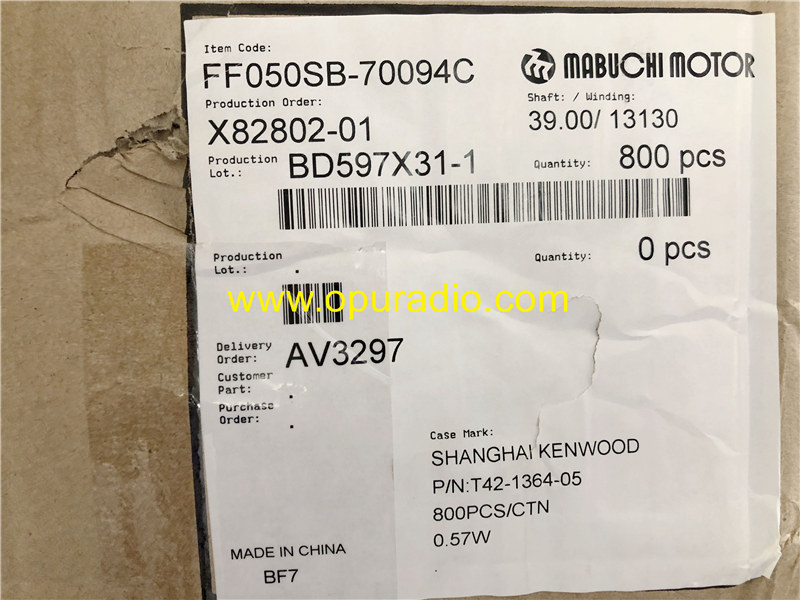 Item Code:
FF050SB-70094C
MABUCHI MOTOR
Production Order:
Shaft: / Winding:
X82802-01
39.00/ 13130
Production Lot.: BD597X31-1
Quantity: 800 pcs
Production Lot.: .
Quantity: 0 pcs
www.opuradio.com
Delivery Order: AV3297
Customer Part: .
Purchase Order: .
Case Mark:
SHANGHAI KENWOOD
P/N:T42-1364-05
800PCS/CTN
0.57W
MADE IN CHINA
BF7